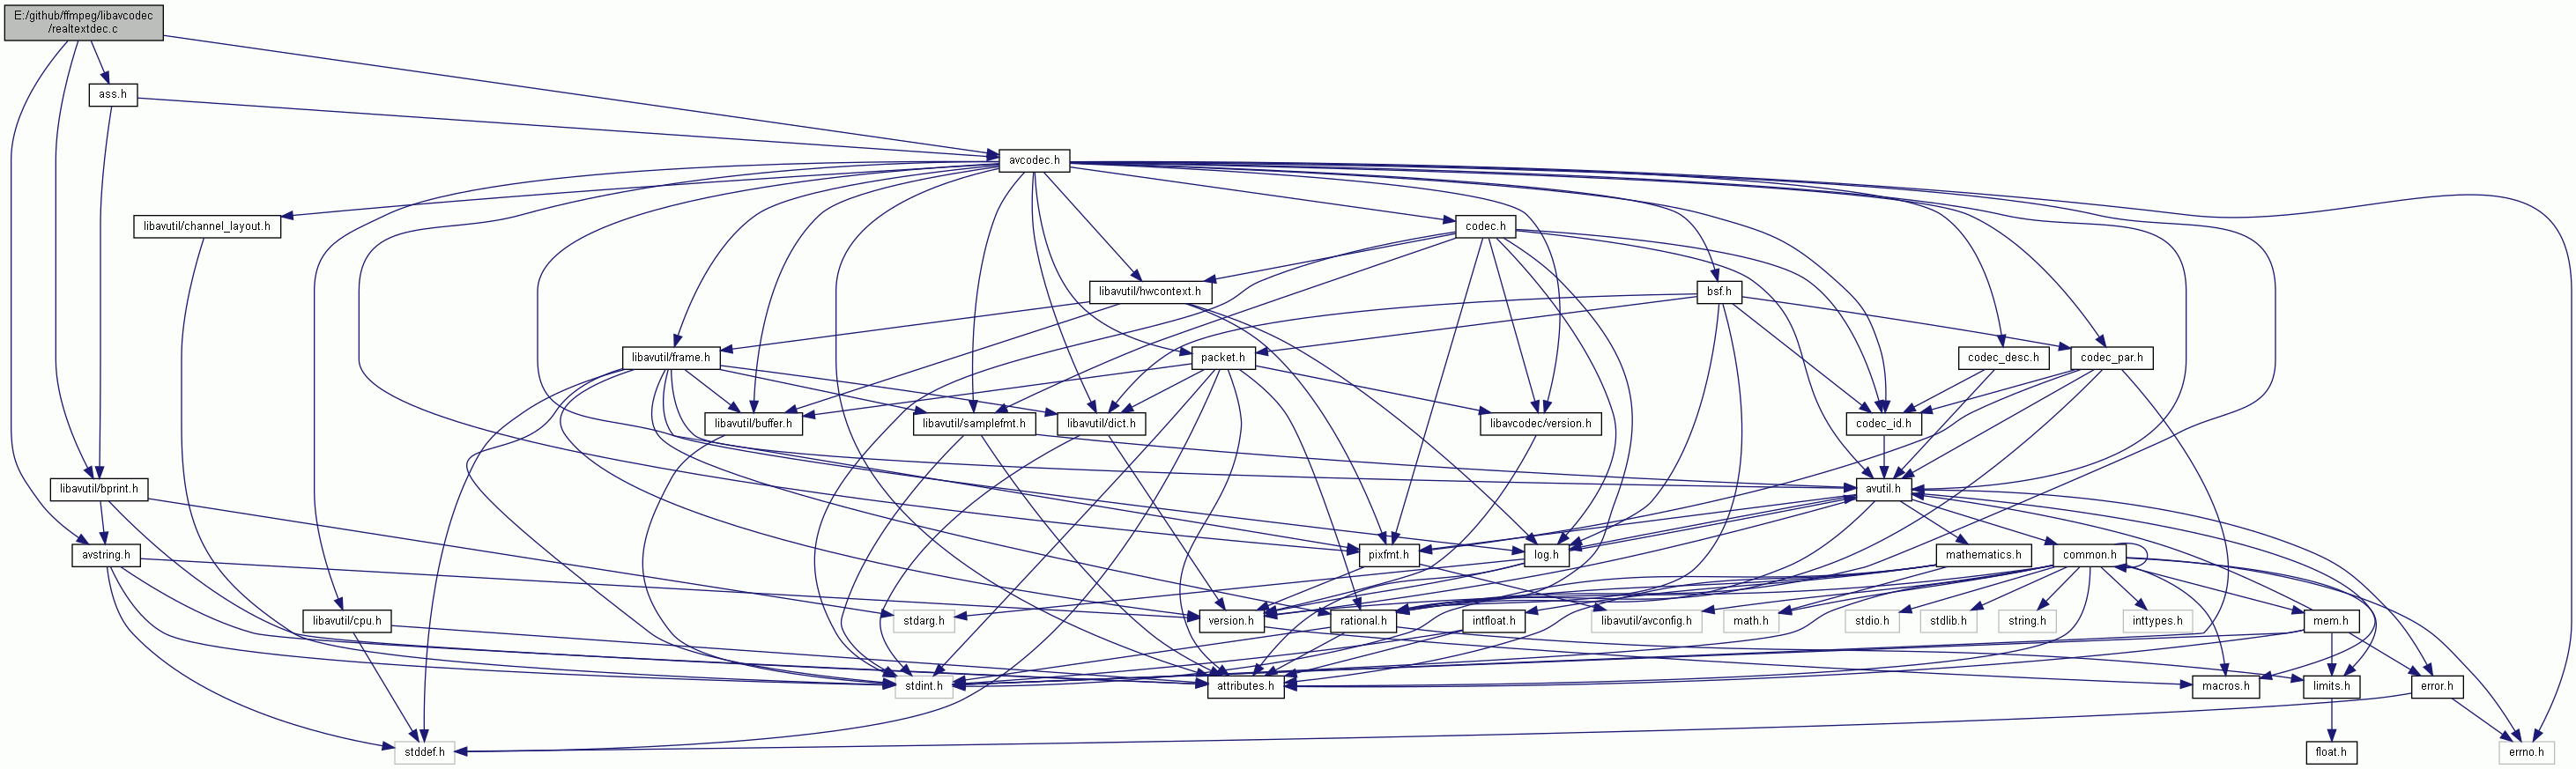 E:/github/ffmpeg/libavcodec
/realtextdec.c
ass.h
avcodec.h
libavutil/channel_layout.h
codec.h
libavutil/hwcontext.h
bsf.h
libavutil/frame.h
packet.h
codec_desc.h
codec_par.h
libavutil/buffer.h
libavutil/samplefmt.h
libavutil/dict.h
libavcodec/version.h
codec_id.h
libavutil/bprint.h
avutil.h
avstring.h
pixfmt.h
log.h
mathematics.h
common.h
libavutil/cpu.h
stdarg.h
version.h
rational.h
intfloat.h
libavutil/avconfig.h
math.h
stdio.h
stdlib.h
string.h
inttypes.h
mem.h
stdint.h
attributes.h
macros.h
limits.h
error.h
stddef.h
float.h
errno.h